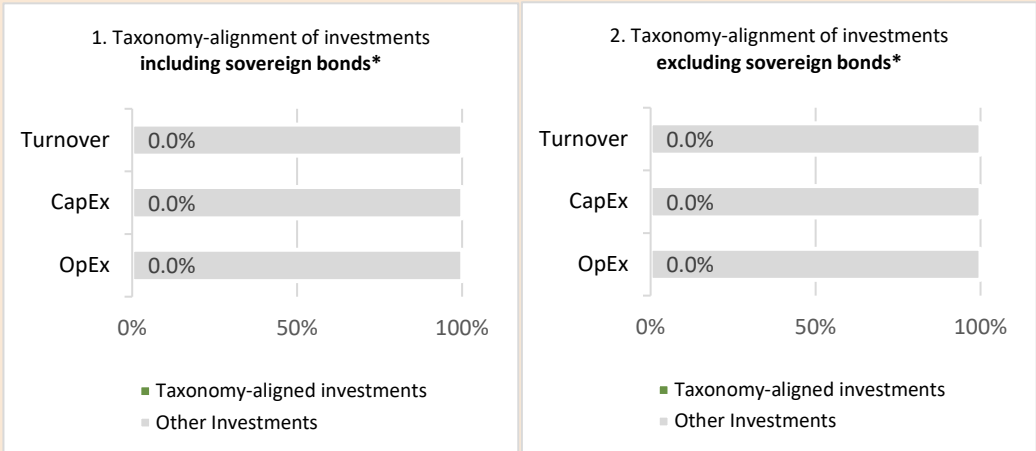 1. Taxonomy-alignment of investments
including sovereign bonds*
Turnover 0.0%
CapEx 0.0%
OpEx 0.0%
0% 50% 100%
Taxonomy-aligned investments
Other Investments
2. Taxonomy-alignment of investments
excluding sovereign bonds*
Turnover 0.0%
CapEx 0.0%
OpEx 0.0%
0% 50% 100%
Taxonomy-aligned investments
Other Investments